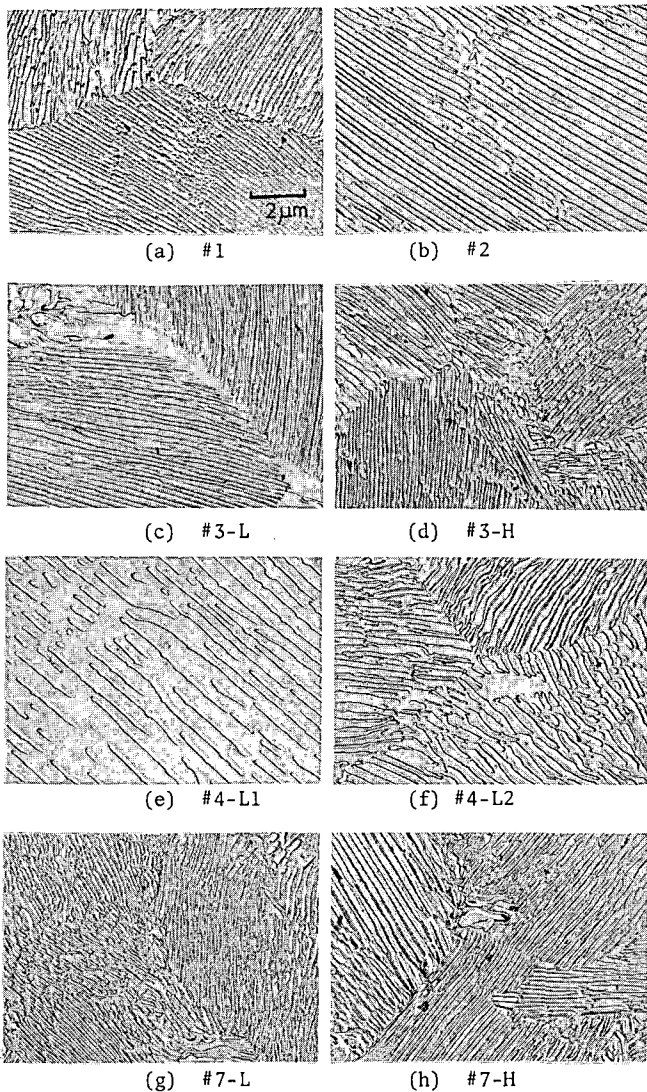 2μm
(a) #1
(b) #2
(c) #3-L
(d) #3-H
(e) #4-L1
(f) #4-L2
(g) #7-L
(h) #7-H